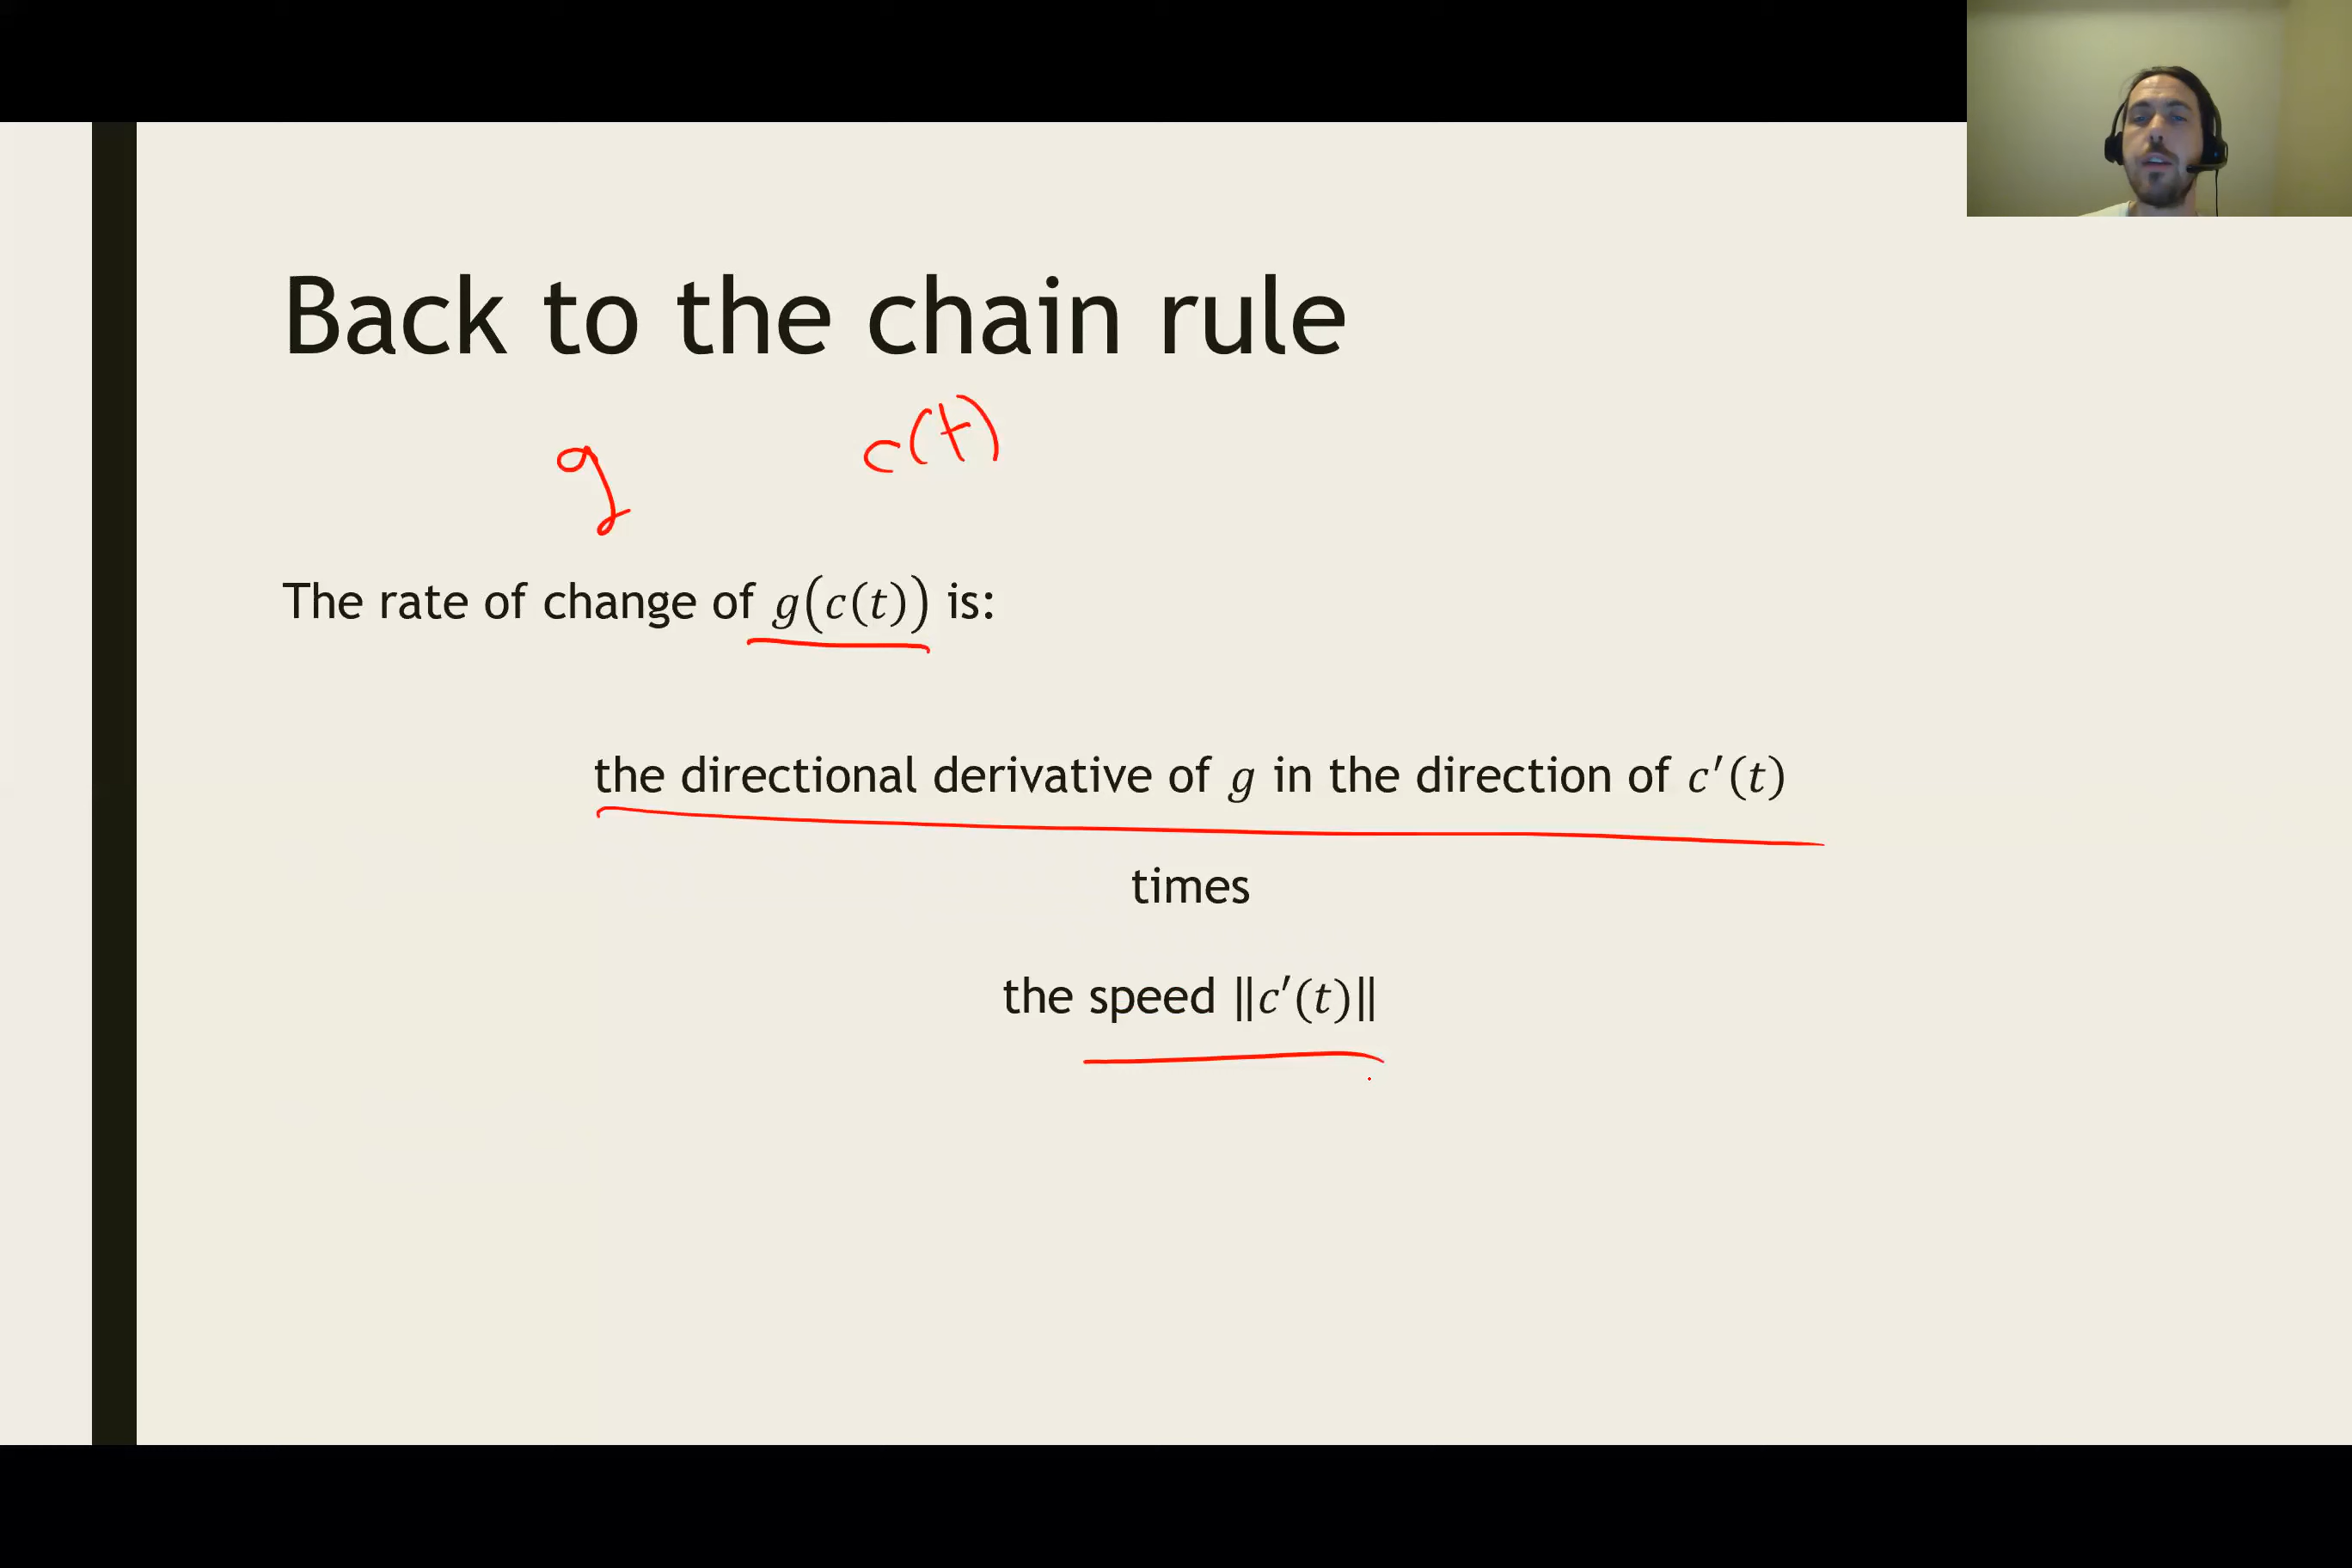 Back to the chain rule
g c(t)
The rate of change of g(c(t)) is:
the directional derivative of g in the direction of c′(t)
times
the speed ‖c′(t)‖